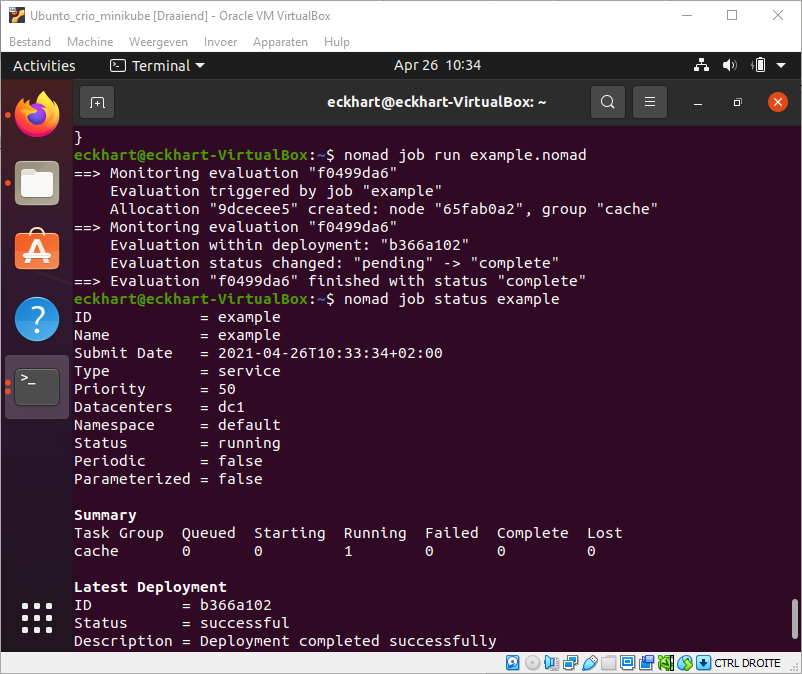 Ubunto_crio_minikube [Draaiend] - Oracle VM VirtualBox
Bestand Machine Weergeven Invoer Apparaten Hulp
Activities Terminal Apr 26 10:34
eckhart@eckhart-VirtualBox: ~
}
eckhart@eckhart-VirtualBox:~$ nomad job run example.nomad
==> Monitoring evaluation "f0499da6"
    Evaluation triggered by job "example"
    Allocation "9dcecee5" created: node "65fab0a2", group "cache"
==> Monitoring evaluation "f0499da6"
    Evaluation within deployment: "b366a102"
    Evaluation status changed: "pending" -> "complete"
==> Evaluation "f0499da6" finished with status "complete"
eckhart@eckhart-VirtualBox:~$ nomad job status example
ID            = example
Name          = example
Submit Date   = 2021-04-26T10:33:34+02:00
Type          = service
Priority      = 50
Datacenters   = dc1
Namespace     = default
Status        = running
Periodic      = false
Parameterized = false
Summary
Task Group  Queued  Starting  Running  Failed  Complete  Lost
cache       0       0         1        0       0         0
Latest Deployment
ID          = b366a102
Status      = successful
Description = Deployment completed successfully
CTRL DROITE